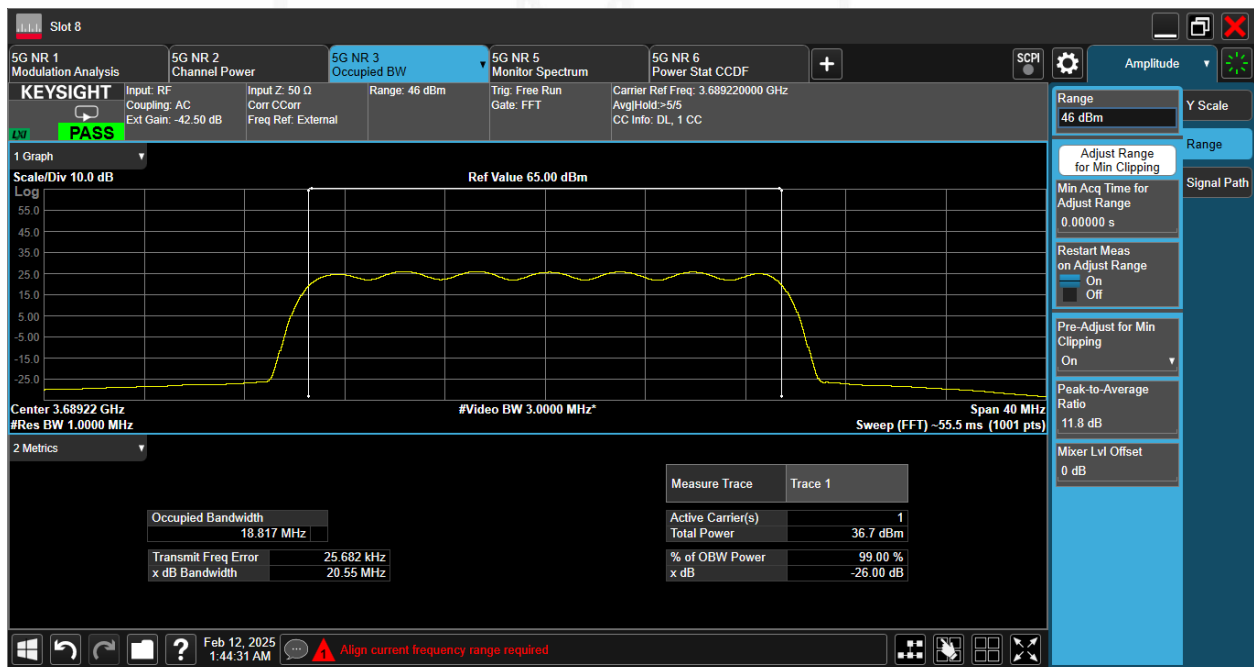 Slot 8
5G NR 1
Modulation Analysis
5G NR 2
Channel Power
5G NR 3
Occupied BW
5G NR 5
Monitor Spectrum
5G NR 6
Power Stat CCDF
SCPI
Amplitude
KEYSIGHT
LXI
PASS
Input: RF
Coupling: AC
Ext Gain: -42.50 dB
Input Z: 50 Ω
Corr CCorr
Freq Ref: External
Range: 46 dBm
Trig: Free Run
Gate: FFT
Carrier Ref Freq: 3.689220000 GHz
Avg|Hold:>5/5
CC Info: DL, 1 CC
1 Graph
Scale/Div 10.0 dB
Ref Value 65.00 dBm
Log
55.0
45.0
35.0
25.0
15.0
5.00
-5.00
-15.0
-25.0
Center 3.68922 GHz
#Video BW 3.0000 MHz*
Span 40 MHz
#Res BW 1.0000 MHz
Sweep (FFT) ~55.5 ms (1001 pts)
2 Metrics
Measure Trace Trace 1
Occupied Bandwidth
18.817 MHz
Active Carrier(s) 1
Total Power 36.7 dBm
Transmit Freq Error 25.682 kHz
x dB Bandwidth 20.55 MHz
% of OBW Power 99.00 %
x dB -26.00 dB
Range
46 dBm
Adjust Range
for Min Clipping
Min Acq Time for
Adjust Range
0.00000 s
Restart Meas
on Adjust Range
On
Off
Pre-Adjust for Min
Clipping
On
Peak-to-Average
Ratio
11.8 dB
Mixer Lvl Offset
0 dB
Y Scale
Range
Signal Path
?
Feb 12, 2025
1:44:31 AM
1
Align current frequency range required